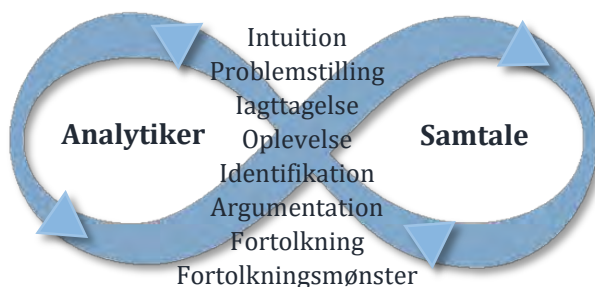 Intuition
Problemstilling
Iagttagelse
Analytiker Oplevelse Samtale
Identifikation
Argumentation
Fortolkning
Fortolkningsmønster